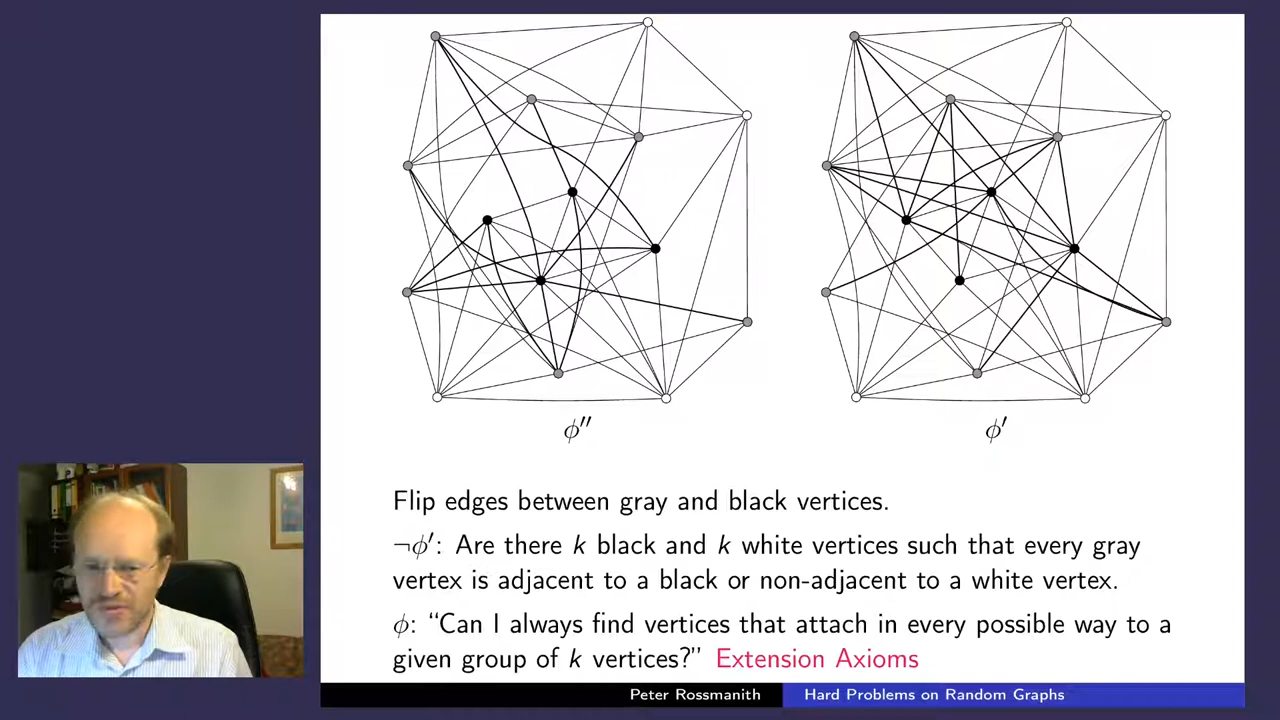 ϕ′′
ϕ′
Flip edges between gray and black vertices.
¬ϕ′: Are there k black and k white vertices such that every gray
vertex is adjacent to a black or non-adjacent to a white vertex.
ϕ: “Can I always find vertices that attach in every possible way to a
given group of k vertices?” Extension Axioms
Peter Rossmanith
Hard Problems on Random Graphs